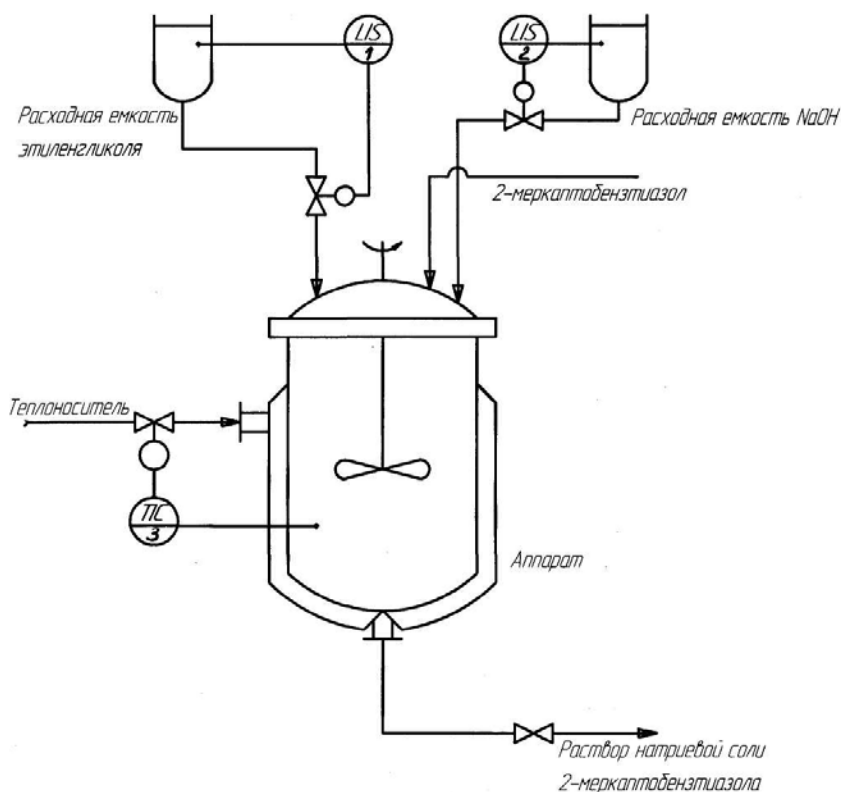 LIS
1
LIS
2
Расходная емкость
этиленгликоля
Расходная емкость NaOH
2-меркаптобензтиазол
Теплоноситель
TIC
3
Аппарат
Раствор натриевой соли
2-меркаптобензтиазола